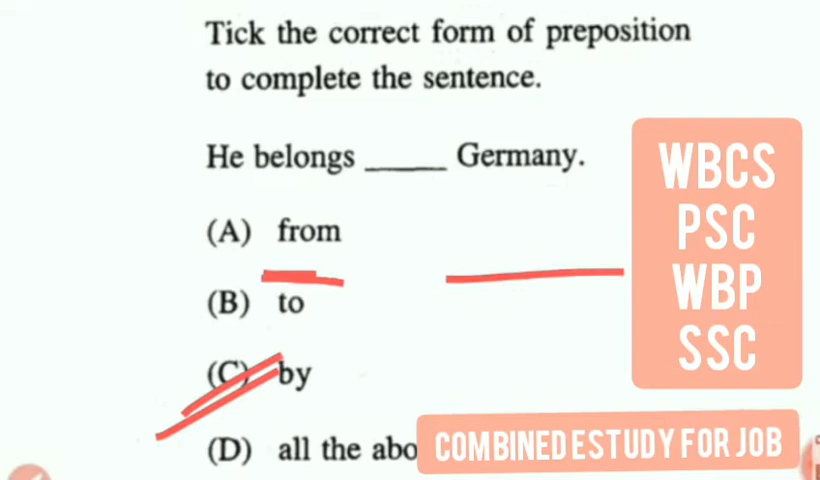 Tick the correct form of preposition
to complete the sentence.
He belongs _____ Germany.
(A) from
(B) to
(C) by
(D) all the abo
WBCS
PSC
WBP
SSC
COMBINED ESTUDY FOR JOB